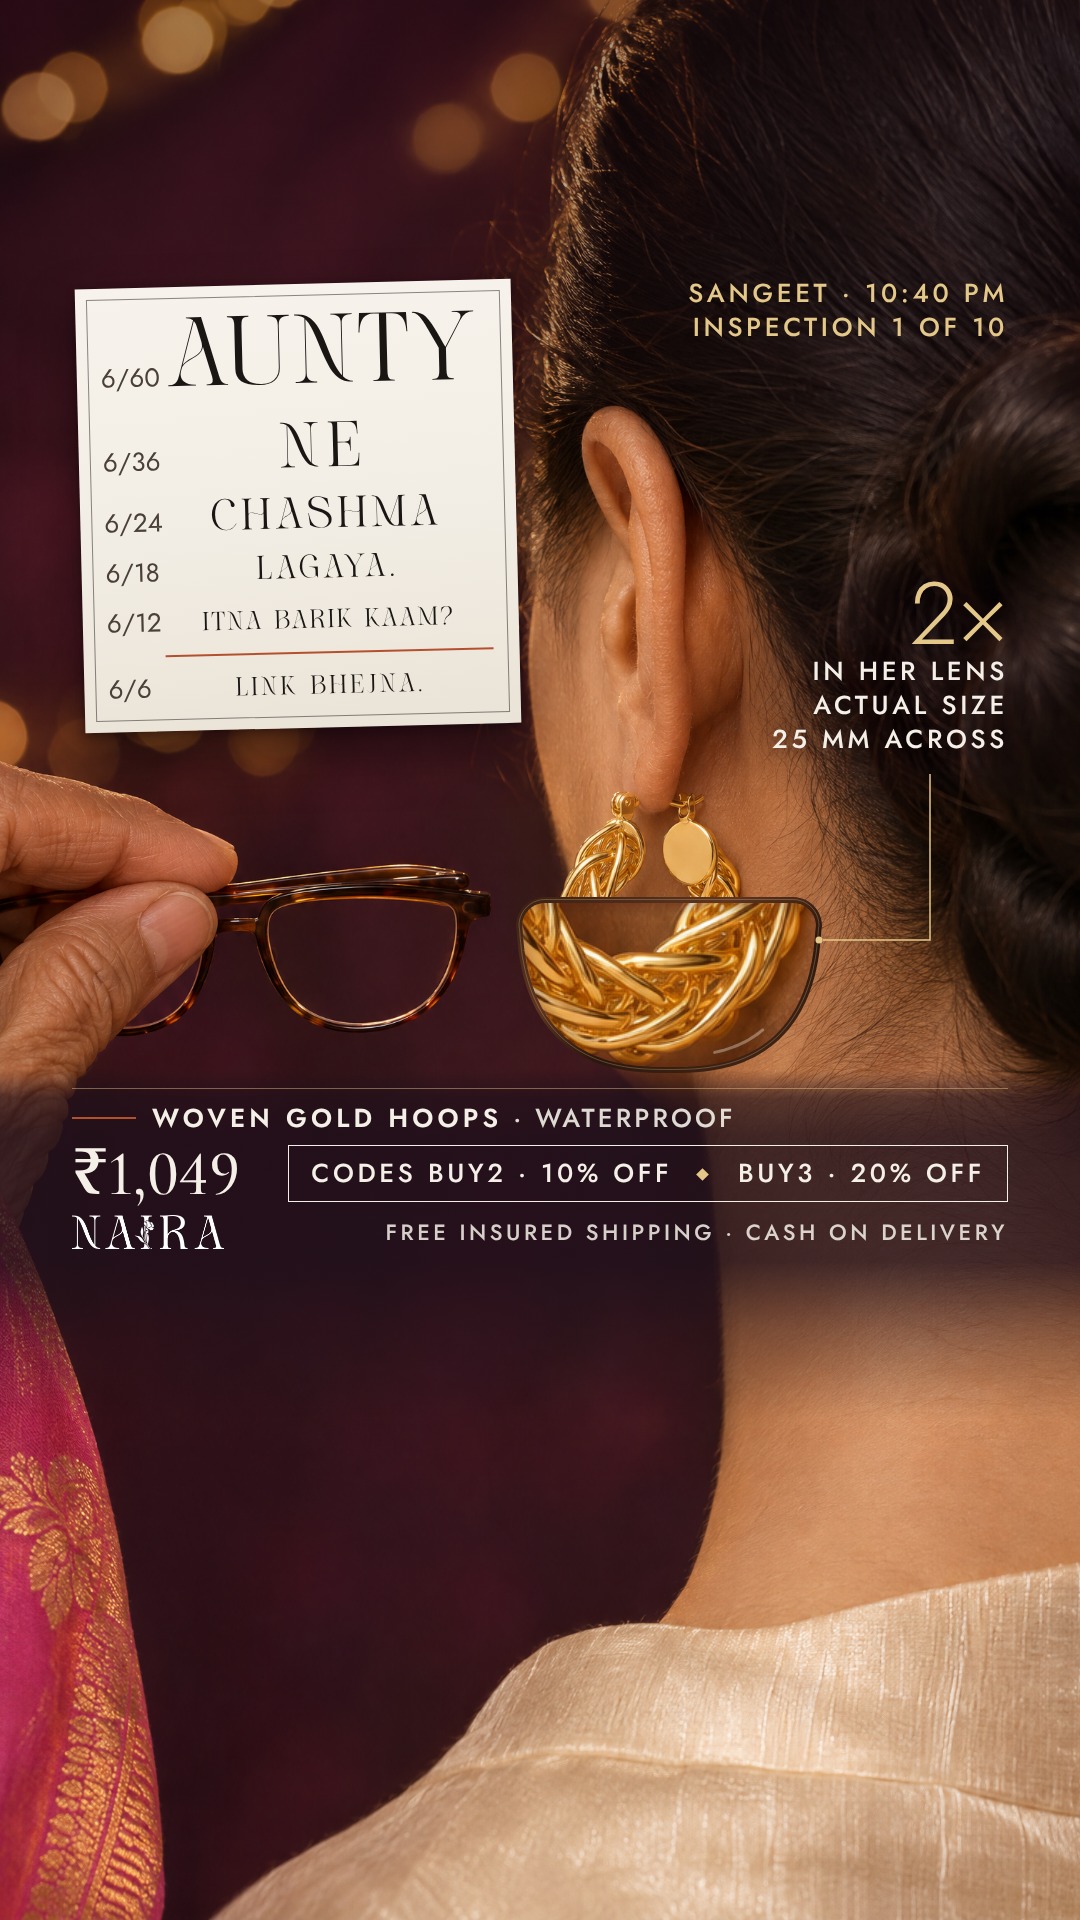 SANGEET · 10:40 PM
INSPECTION 1 OF 10
6/60 AUNTY
6/36 NE
6/24 CHASHMA
6/18 LAGAYA.
6/12 ITNA BARIK KAAM?
6/6 LINK BHEJNA.
2×
IN HER LENS
ACTUAL SIZE
25 MM ACROSS
WOVEN GOLD HOOPS · WATERPROOF
₹1,049
CODES BUY2 · 10% OFF ◆ BUY3 · 20% OFF
NAIRA
FREE INSURED SHIPPING · CASH ON DELIVERY